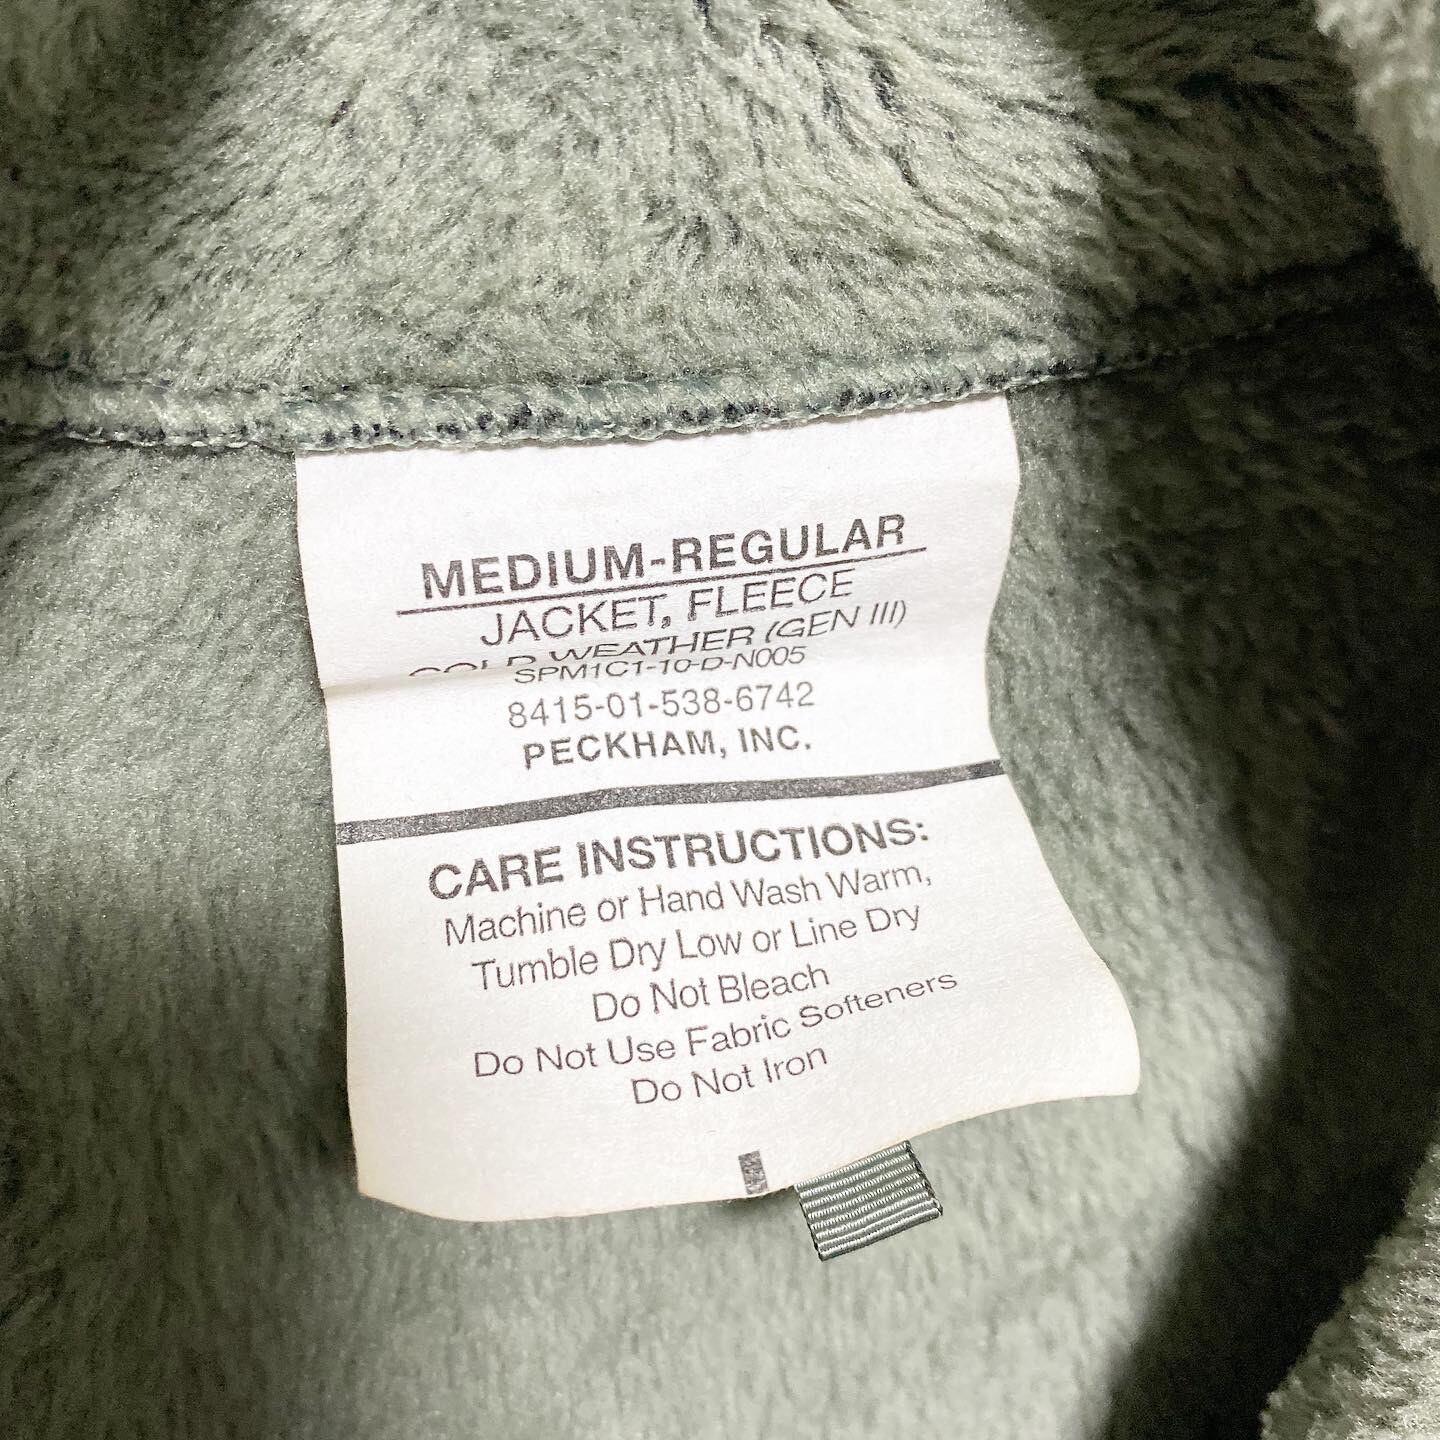 MEDIUM-REGULAR
JACKET, FLEECE
COLD WEATHER (GEN III)
SPM1C1-10-D-N005
8415-01-538-6742
PECKHAM, INC.
CARE INSTRUCTIONS:
Machine or Hand Wash Warm,
Tumble Dry Low or Line Dry
Do Not Bleach
Do Not Use Fabric Softeners
Do Not Iron